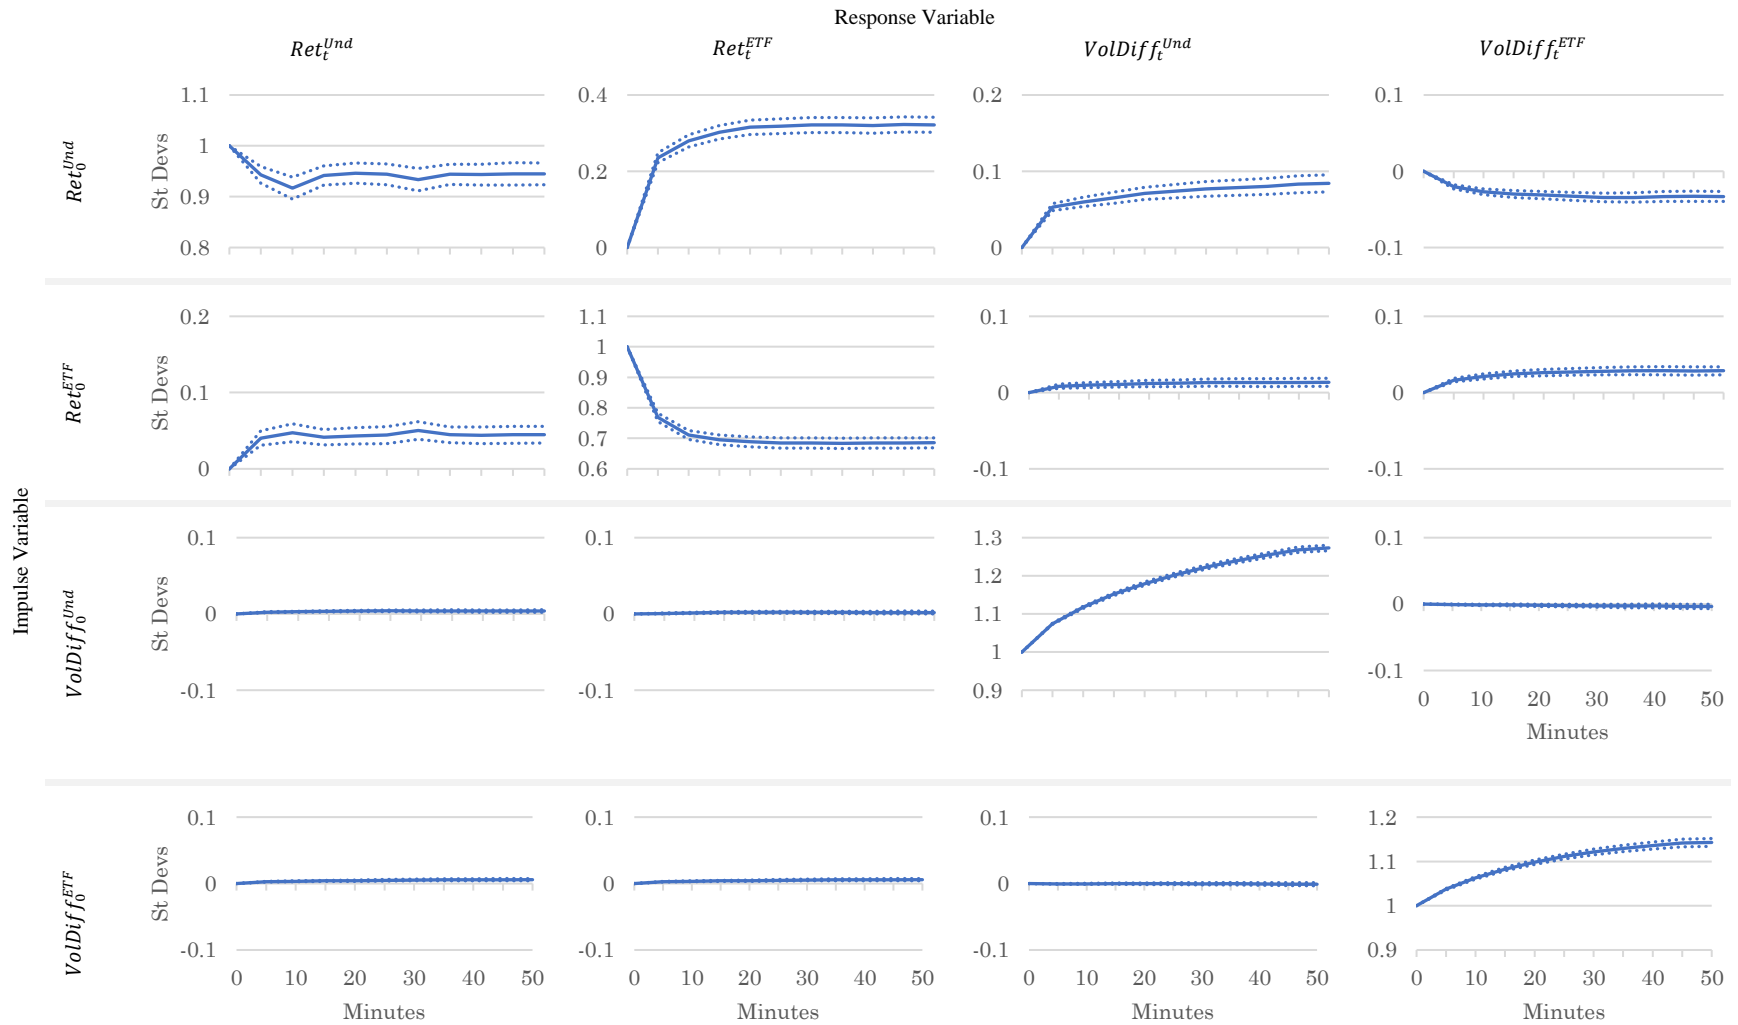 Response Variable
Ret_t^Und Ret_t^ETF VolDiff_t^Und VolDiff_t^ETF
Impulse Variable
Ret_0^Und
St Devs
1.1
1
0.9
0.8
0.4
0.2
0
0.2
0.1
0
0.1
0
-0.1
Ret_0^ETF
St Devs
0.2
0.1
0
1.1
1
0.9
0.8
0.7
0.6
0.1
0
-0.1
0.1
0
-0.1
VolDiff_0^Und
St Devs
0.1
0
-0.1
0.1
0
-0.1
1.3
1.2
1.1
1
0.9
0.1
0
-0.1
0 10 20 30 40 50
Minutes
VolDiff_0^ETF
St Devs
0.1
0
-0.1
0 10 20 30 40 50
Minutes
0.1
0
-0.1
0 10 20 30 40 50
Minutes
0.1
0
-0.1
0 10 20 30 40 50
Minutes
1.2
1.1
1
0.9
0 10 20 30 40 50
Minutes